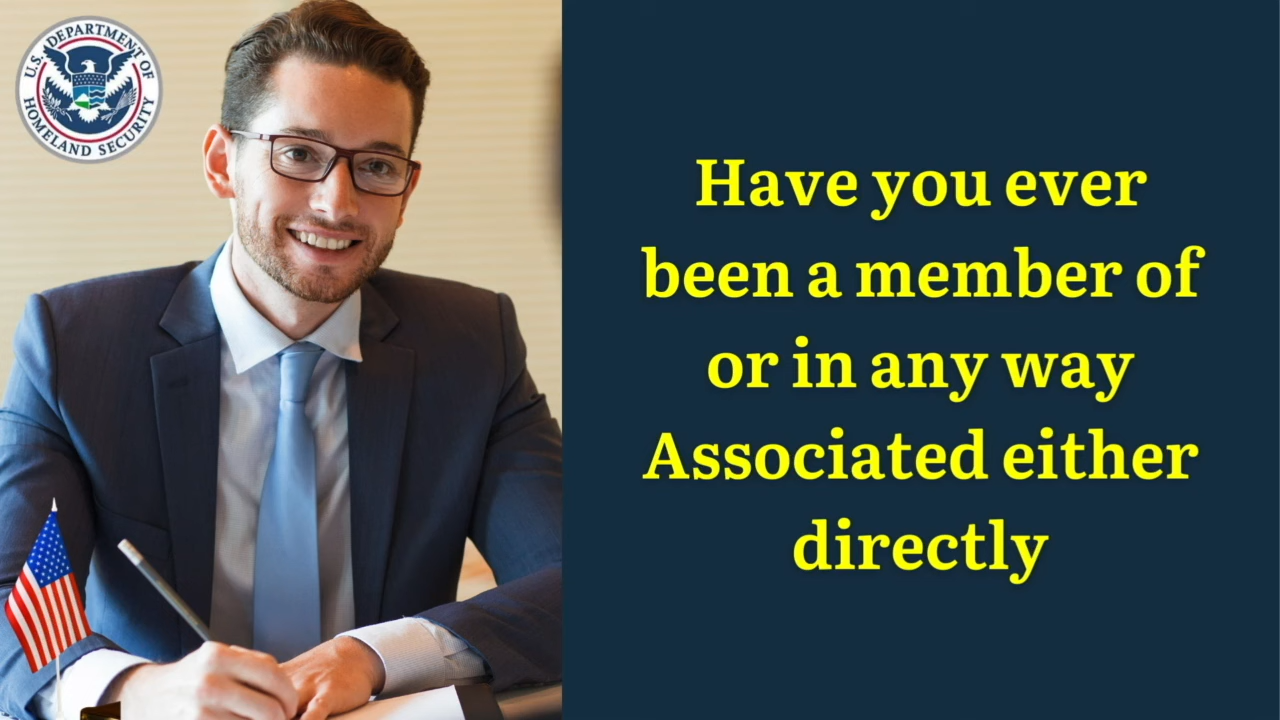 U.S. DEPARTMENT OF
HOMELAND SECURITY
Have you ever
been a member of
or in any way
Associated either
directly